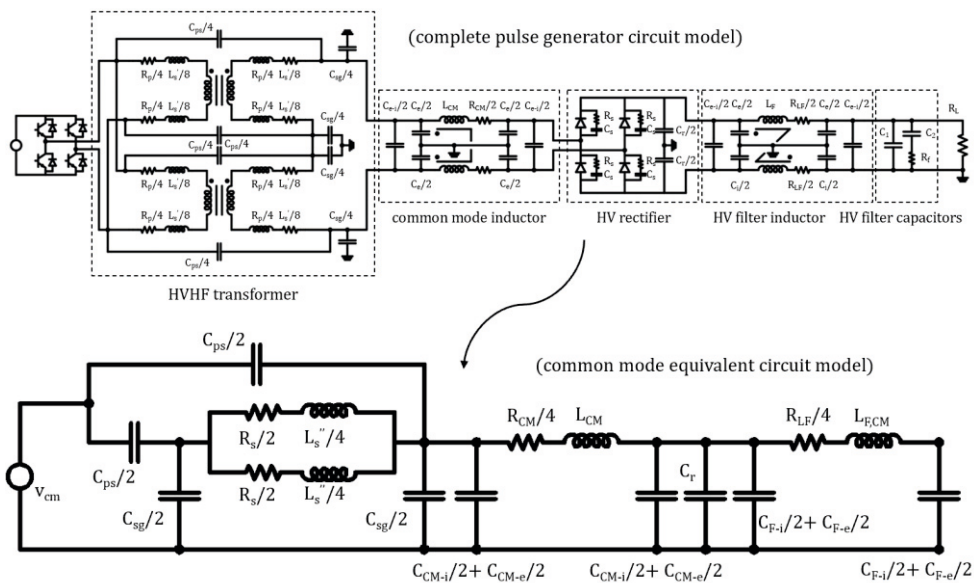 (complete pulse generator circuit model)
C_ps/4
R_p/4 L_s'/8 R_p/4 L_s'/8
C_sg/4
R_p/4 L_s'/8 R_p/4 L_s'/8
C_sg/4
C_ps/4 C_ps/4
C_sg/4
R_p/4 L_s'/8 R_p/4 L_s'/8
R_p/4 L_s'/8 R_p/4 L_s'/8
C_sg/4
C_ps/4
HVHF transformer
C_e-i/2 C_e/2 L_CM R_CM/2 C_e/2 C_e-i/2
C_e/2 C_e/2
common mode inductor
R_s R_s
C_s C_s
C_r/2
R_s R_s
C_s C_s
C_r/2
HV rectifier
C_e-i/2 C_e/2 L_F R_LF/2 C_e/2 C_e-i/2
C_i/2 R_LF/2 C_i/2
HV filter inductor
C_1 C_2
R_f
R_L
HV filter capacitors
(common mode equivalent circuit model)
C_ps/2
C_ps/2
v_cm
C_sg/2
R_s/2 L_s''/4
R_s/2 L_s''/4
C_sg/2
C_CM-i/2+ C_CM-e/2
R_CM/4 L_CM
C_CM-i/2+ C_CM-e/2
C_r
C_F-i/2+ C_F-e/2
R_LF/4 L_F,CM
C_F-i/2+ C_F-e/2